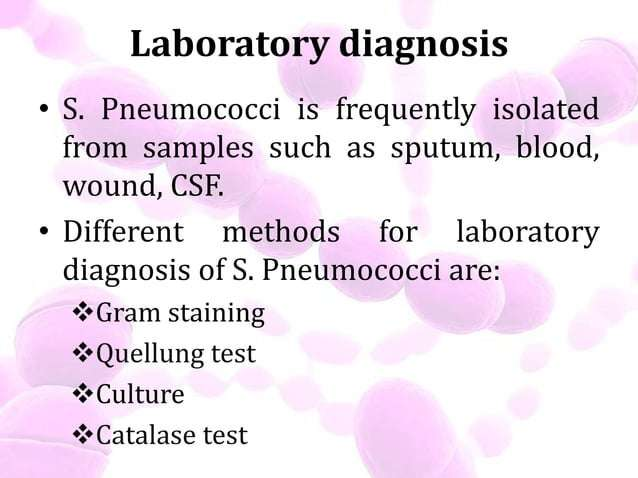 Laboratory diagnosis
• S. Pneumococci is frequently isolated
from samples such as sputum, blood,
wound, CSF.
• Different methods for laboratory
diagnosis of S. Pneumococci are:
❖Gram staining
❖Quellung test
❖Culture
❖Catalase test